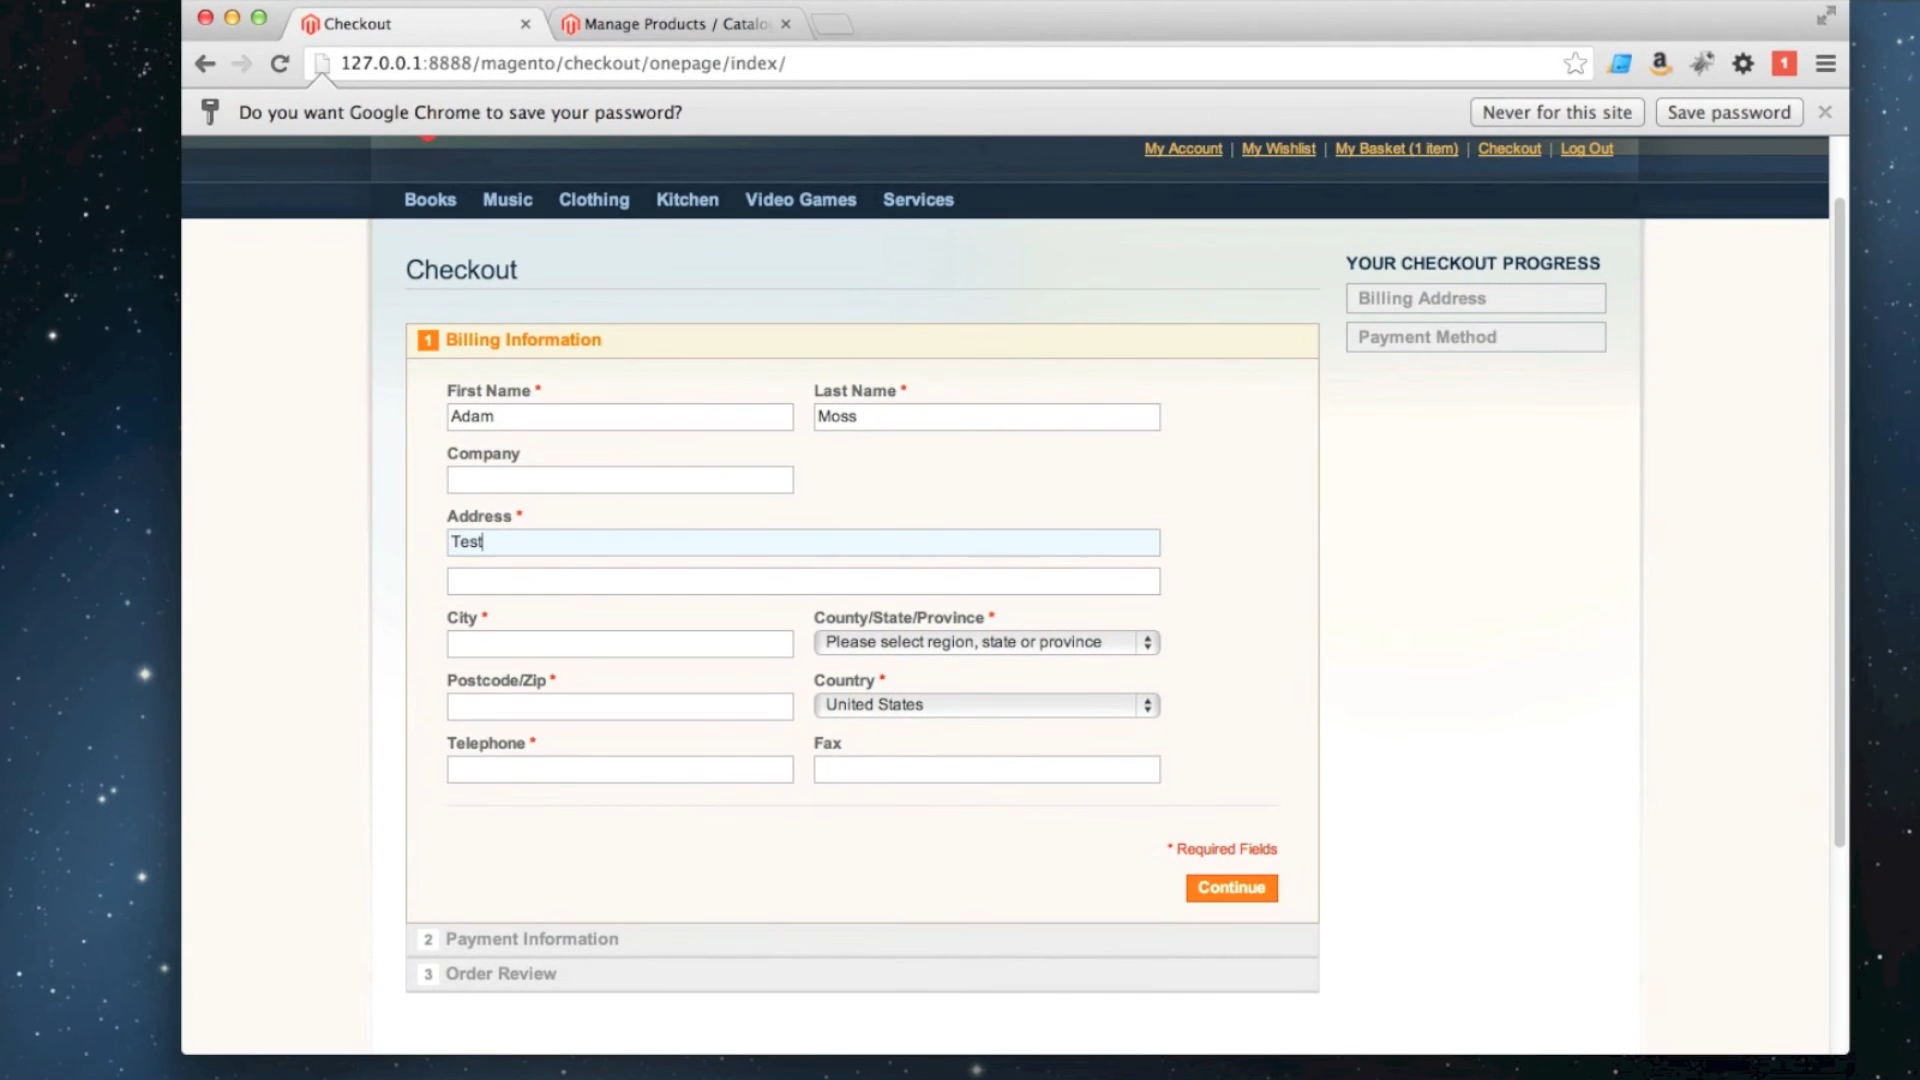 Checkout
Manage Products / Catalo
127.0.0.1:8888/magento/checkout/onepage/index/
1
Do you want Google Chrome to save your password?
Never for this site
Save password
My Account | My Wishlist | My Basket (1 item) | Checkout | Log Out
Books Music Clothing Kitchen Video Games Services
Checkout
YOUR CHECKOUT PROGRESS
Billing Address
Payment Method
1 Billing Information
First Name *
Last Name *
Adam
Moss
Company
Address *
Test
City *
County/State/Province *
Please select region, state or province
Postcode/Zip *
Country *
United States
Telephone *
Fax
* Required Fields
Continue
2 Payment Information
3 Order Review